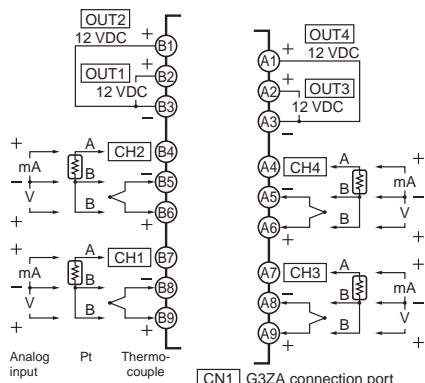 OUT2
12 VDC
+
B1
OUT1
+
B2
12 VDC
B3
−
A
CH2
B4
+
mA
−
B
−
B5
V
B
+
B6
+
A
CH1
B7
+
mA
−
B
−
B8
V
B
+
B9
+
Analog input
Pt
Thermo-
couple
OUT4
+
12 VDC
A1
OUT3
+
A2
12 VDC
A3
−
A4
CH4
A
+
mA
A5
−
B
−
V
A6
+
B
+
A7
CH3
A
+
mA
A8
−
B
−
V
A9
+
B
+
CN1 G3ZA connection port